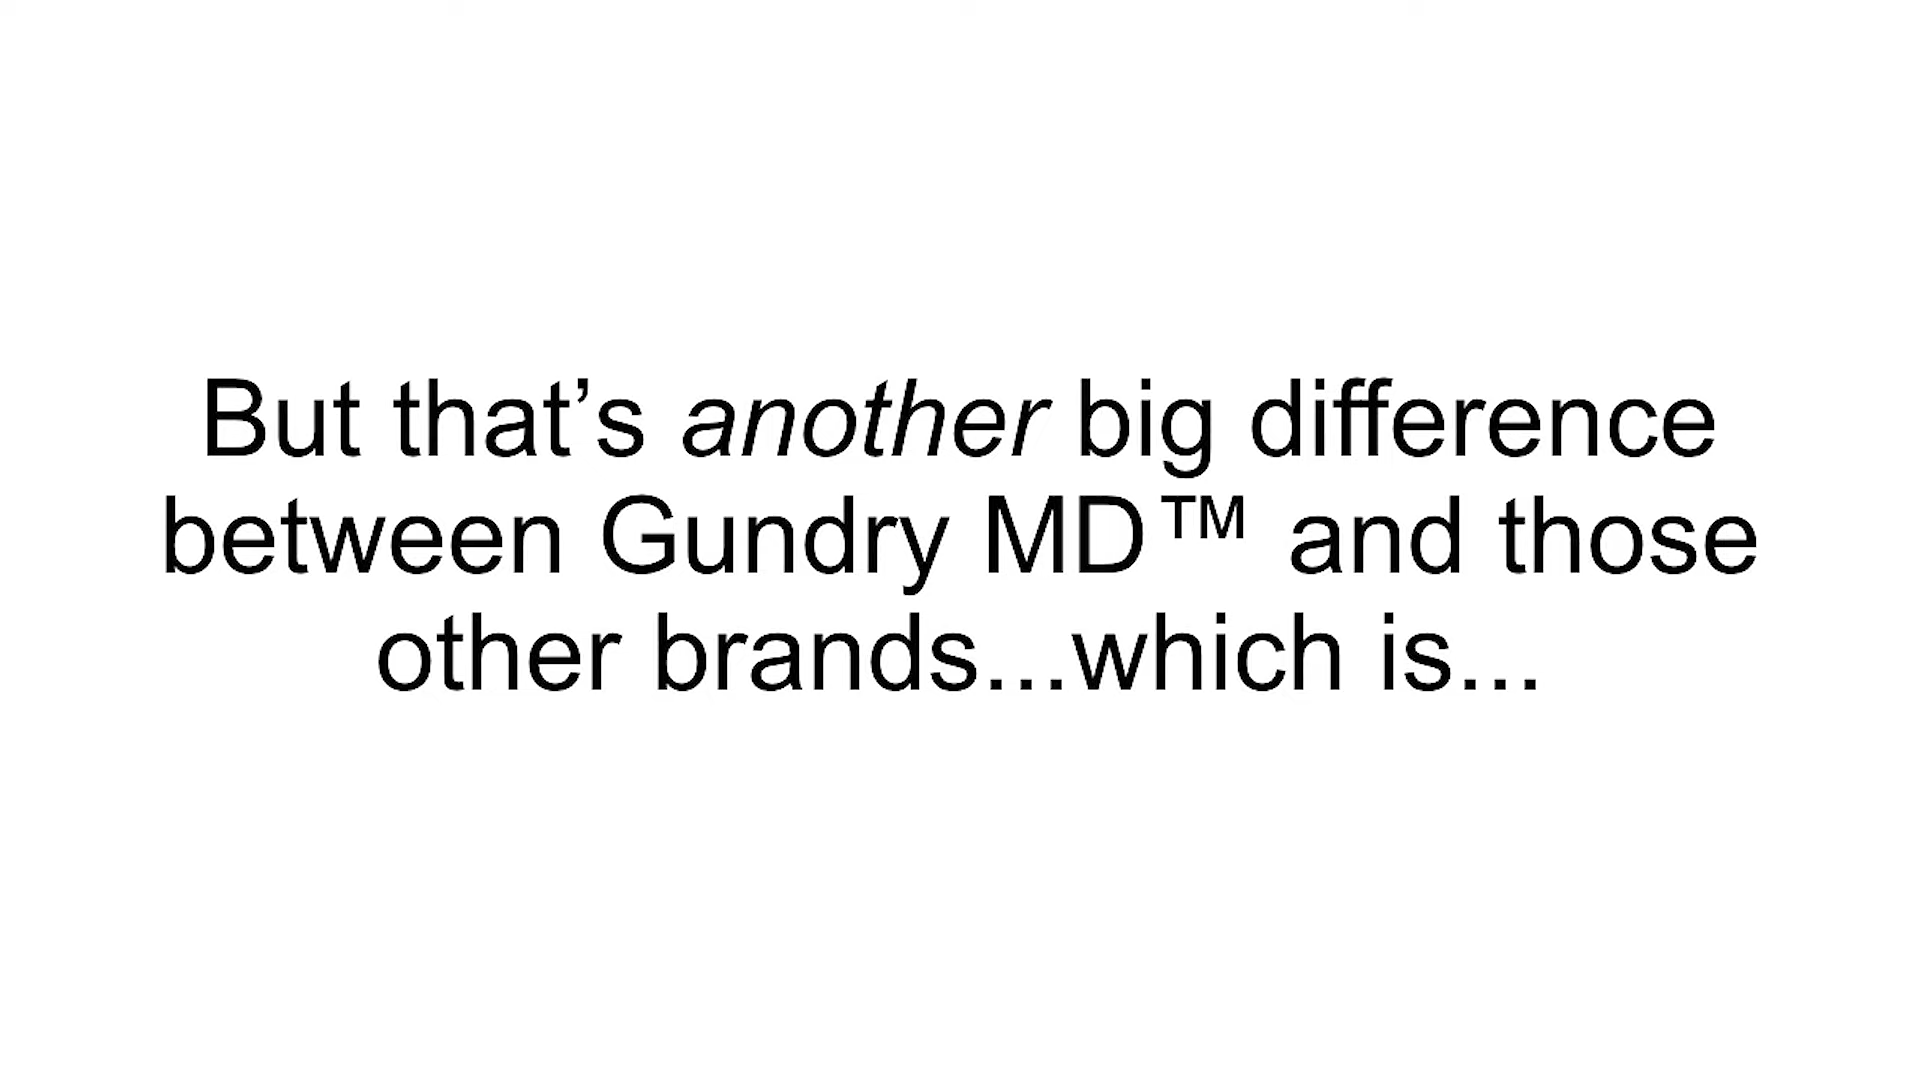 But that’s another big difference
between Gundry MD™ and those
other brands...which is...